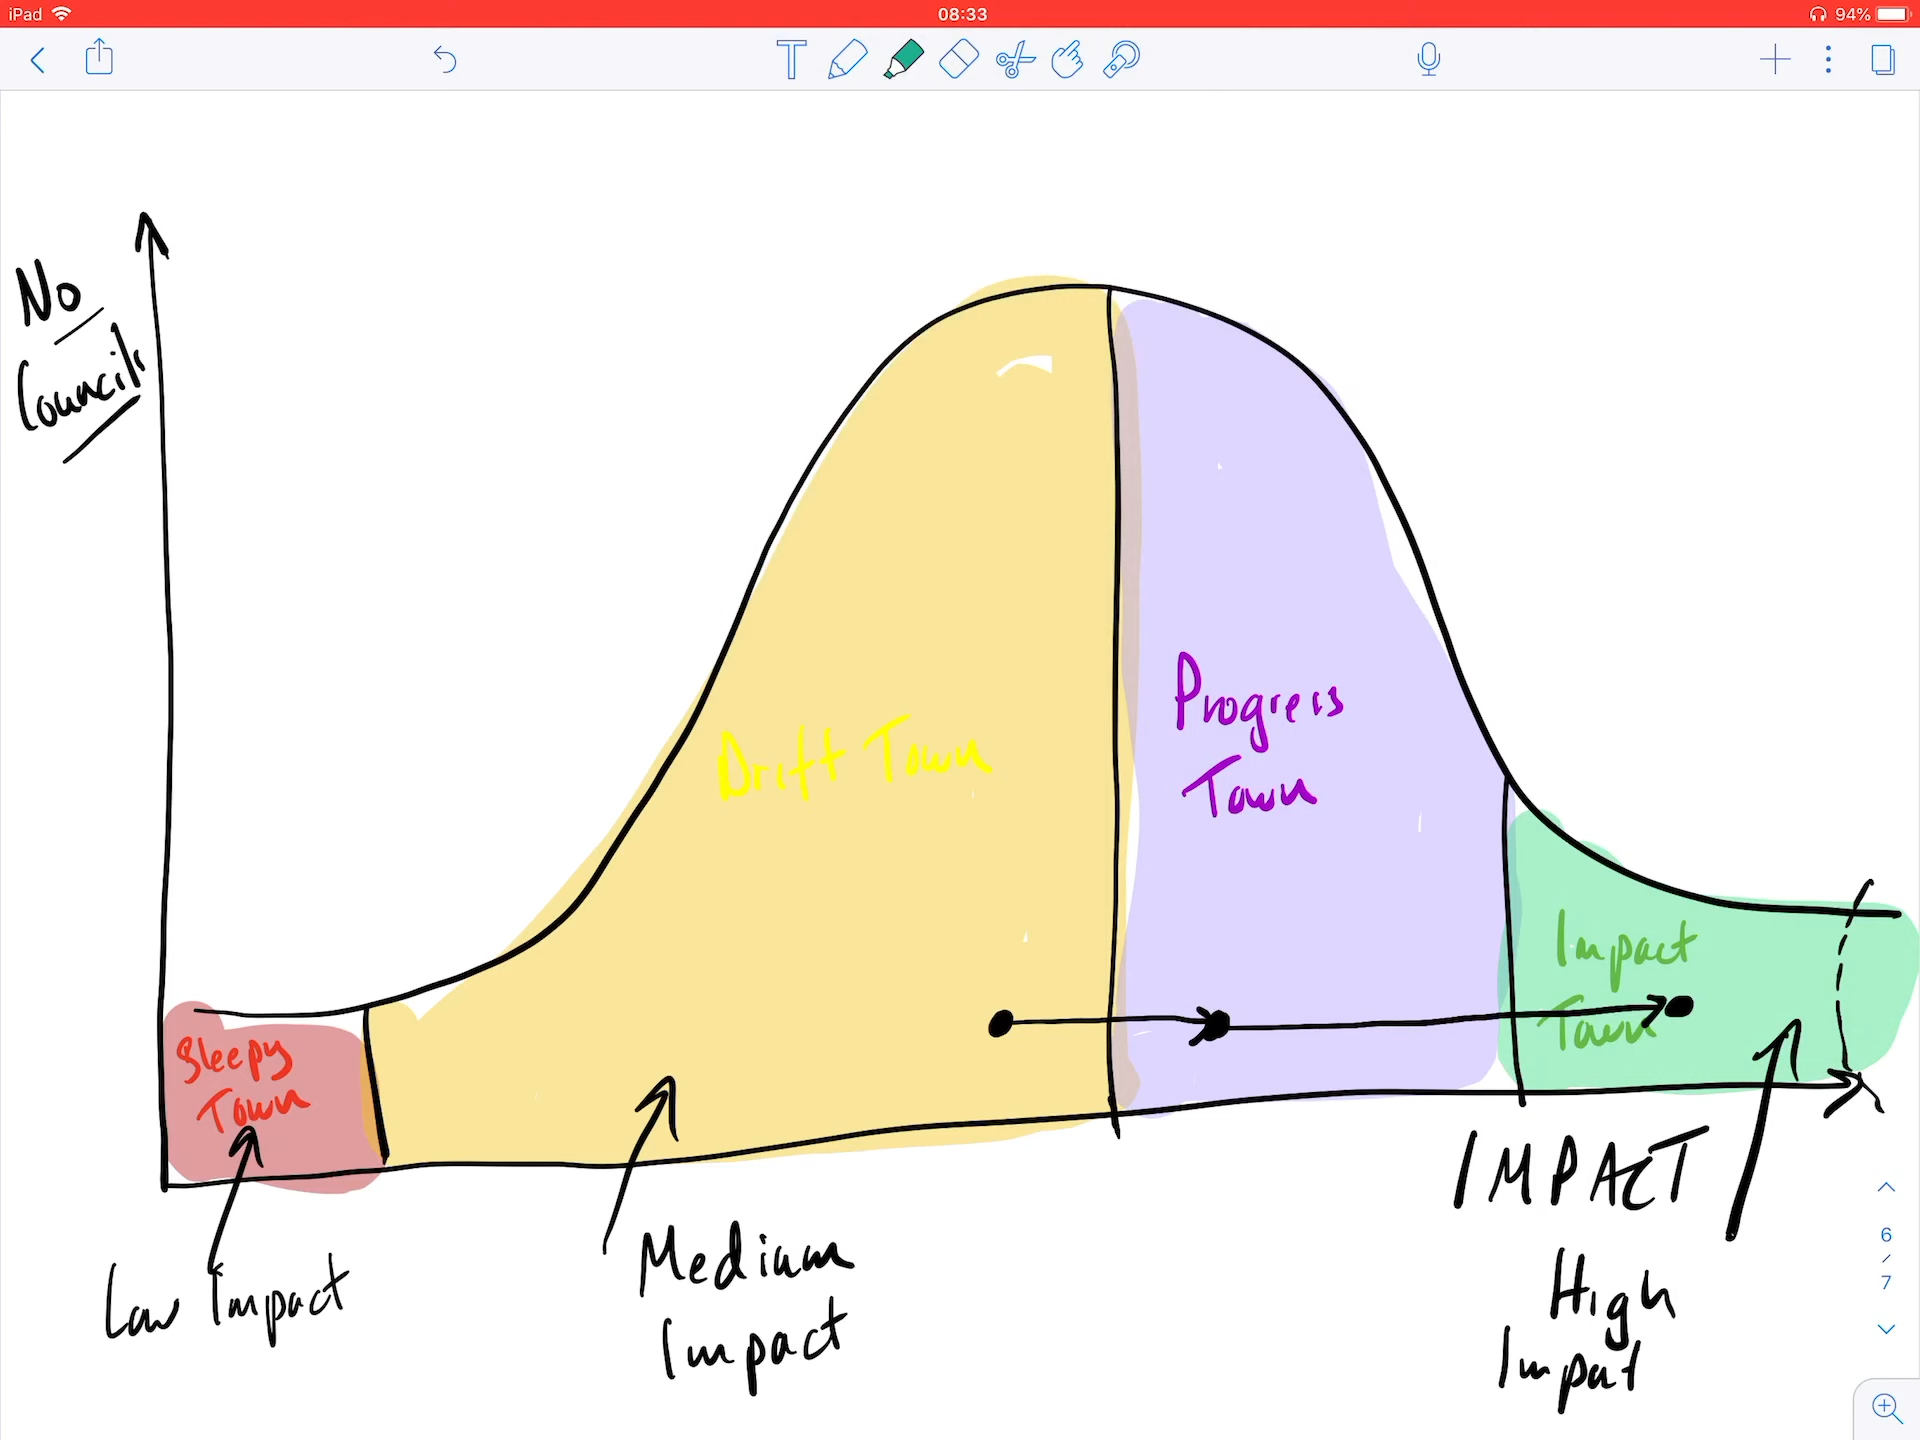 iPad
08:33
94%
No
Councils
Drift Town
Progress
Town
Impact
Town
Sleepy
Town
IMPACT
Low Impact
Medium
Impact
High
Impat
6
/
7